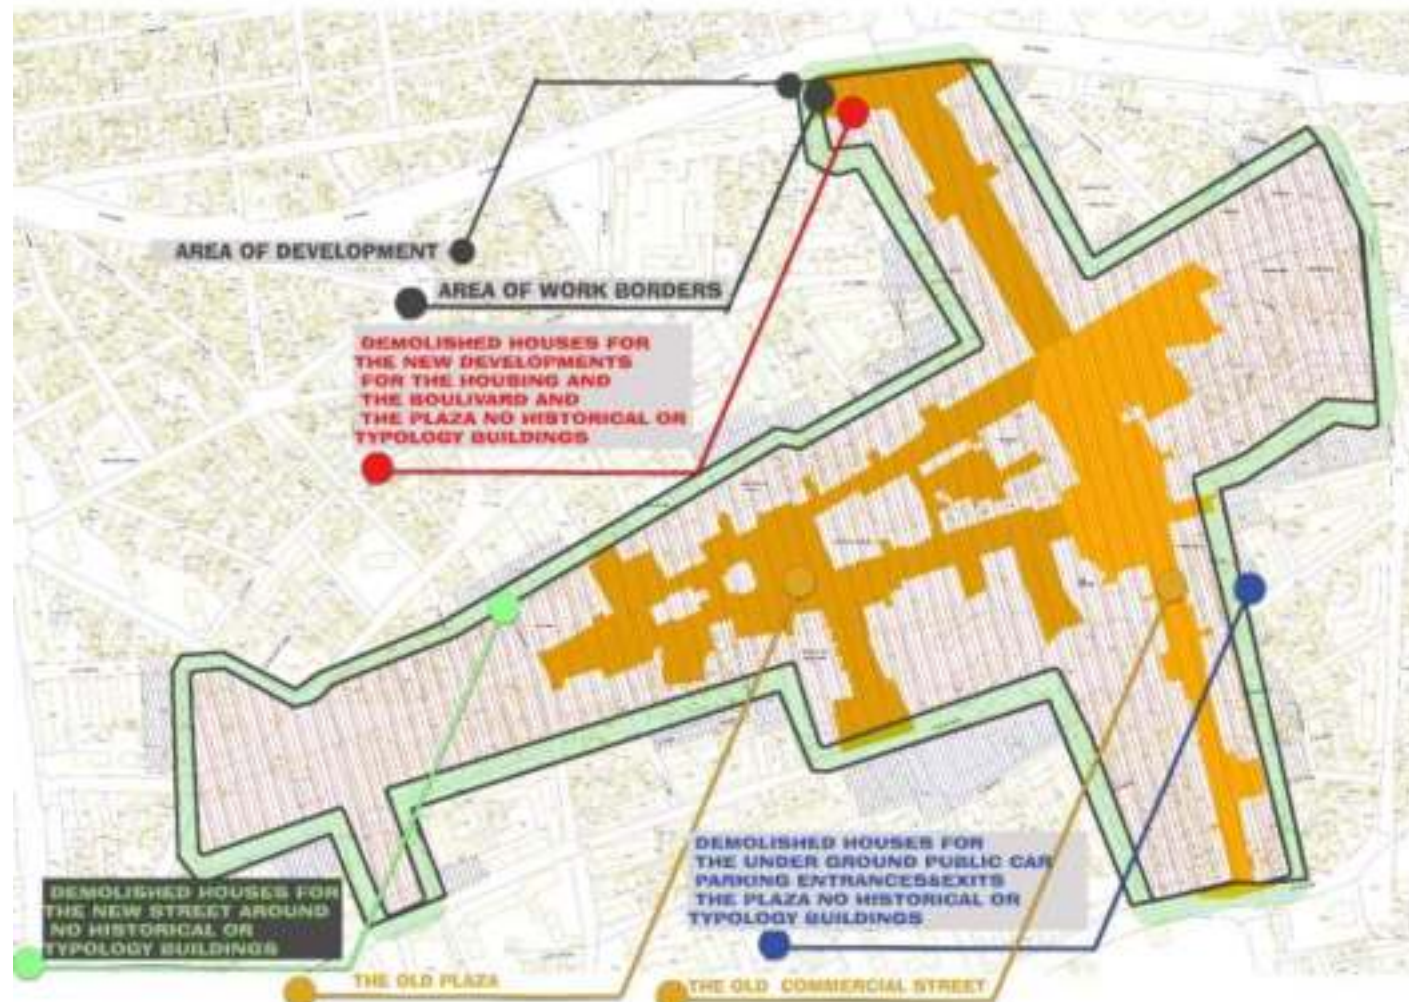 AREA OF DEVELOPMENT
AREA OF WORK BORDERS
DEMOLISHED HOUSES FOR
THE NEW DEVELOPMENTS
FOR THE HOUSING AND
THE BOULIVARD AND
THE PLAZA NO HISTORICAL OR
TYPOLOGY BUILDINGS
DEMOLISHED HOUSES FOR
THE UNDER GROUND PUBLIC CAR
PARKING ENTRANCES&EXITS
THE PLAZA NO HISTORICAL OR
TYPOLOGY BUILDINGS
DEMOLISHED HOUSES FOR
THE NEW STREET AROUND
NO HISTORICAL OR
TYPOLOGY BUILDINGS
THE OLD PLAZA
THE OLD COMMERCIAL STREET